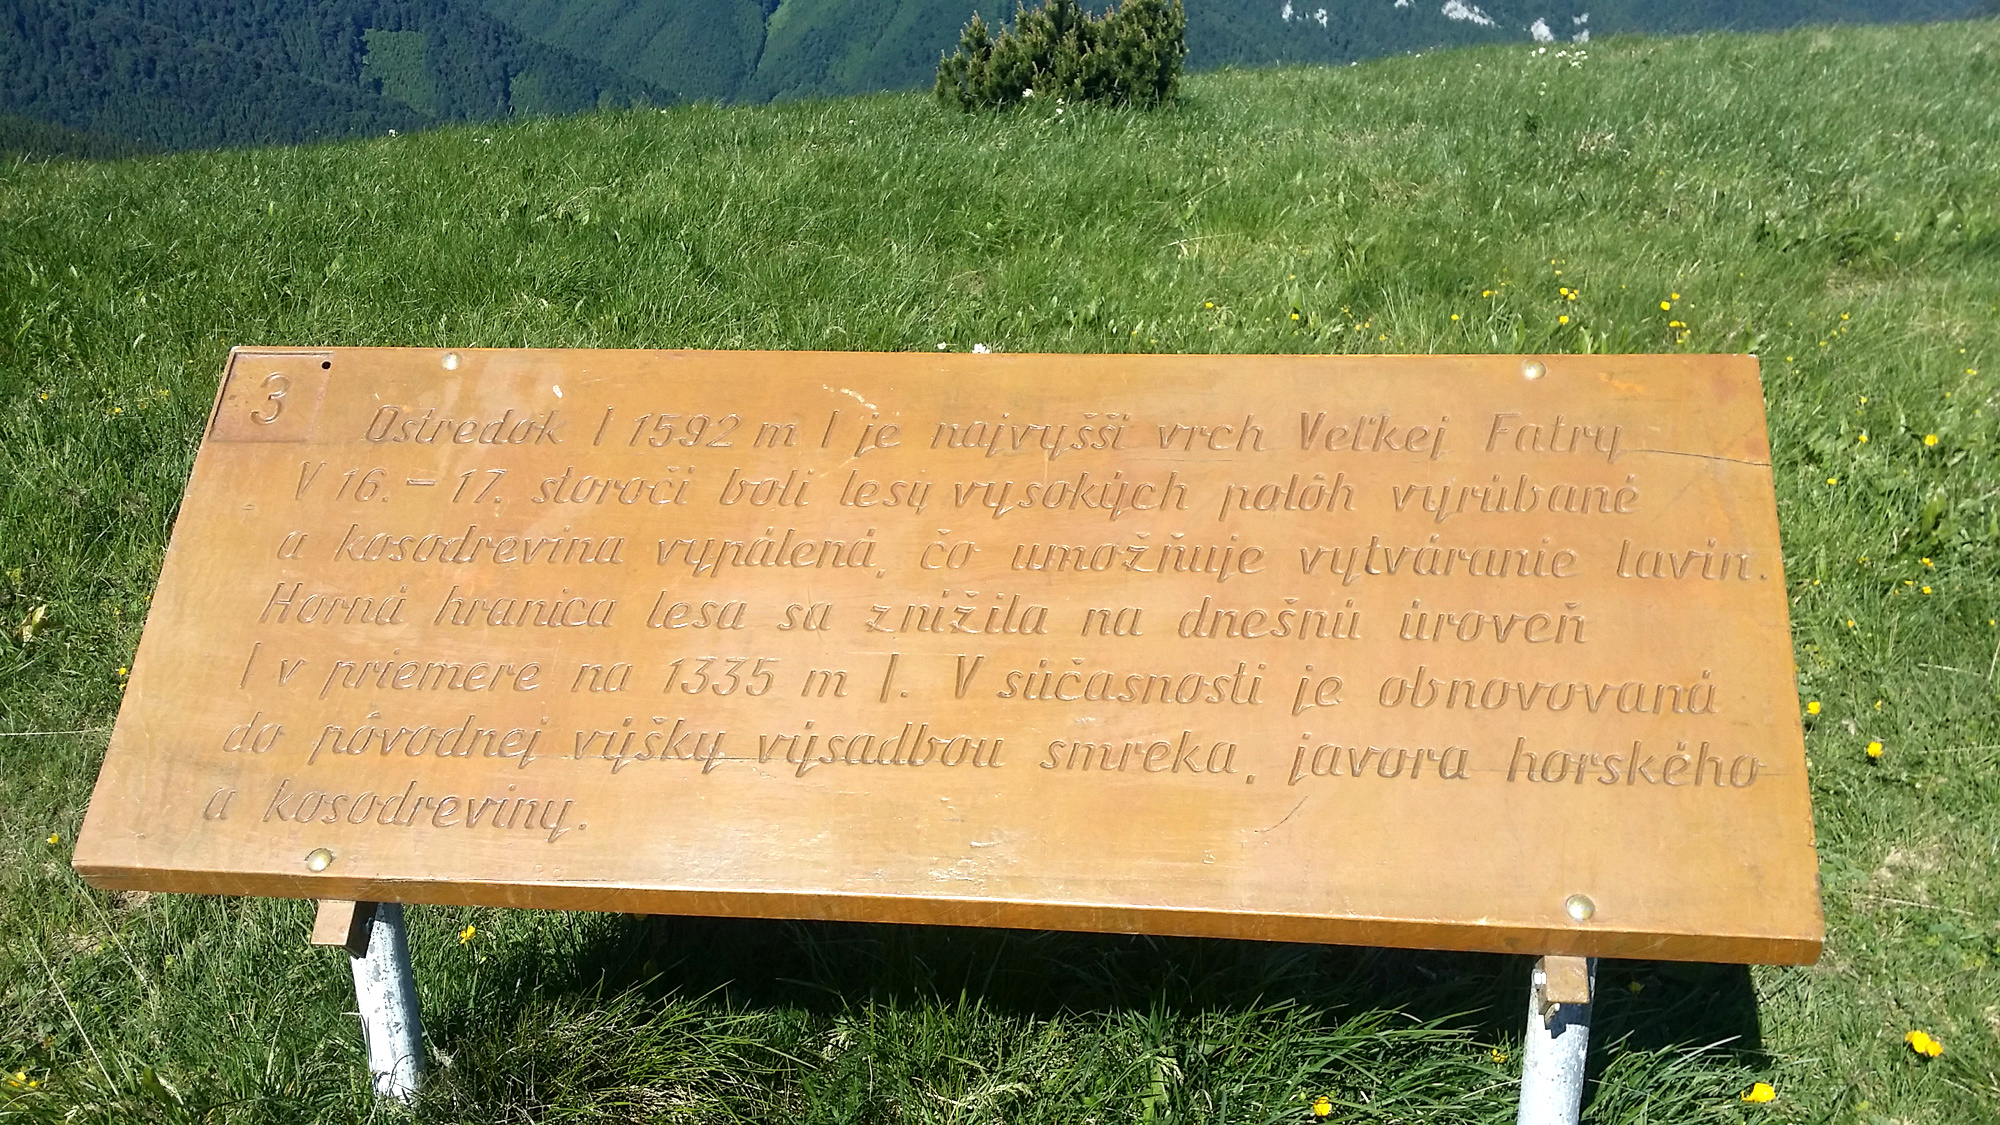 3
Ostredok / 1592 m / je najvyšší vrch Veľkej Fatry
V 16. – 17. storočí boli lesy vysokých polôh vyrúbané
a kosodrevina vypálená, čo umožňuje vytváranie lavín.
Horná hranica lesa sa znížila na dnešnú úroveň
/ v priemere na 1335 m /. V súčasnosti je obnovovaná
do pôvodnej výšky výsadbou smreka, javora horského
a kosodreviny.